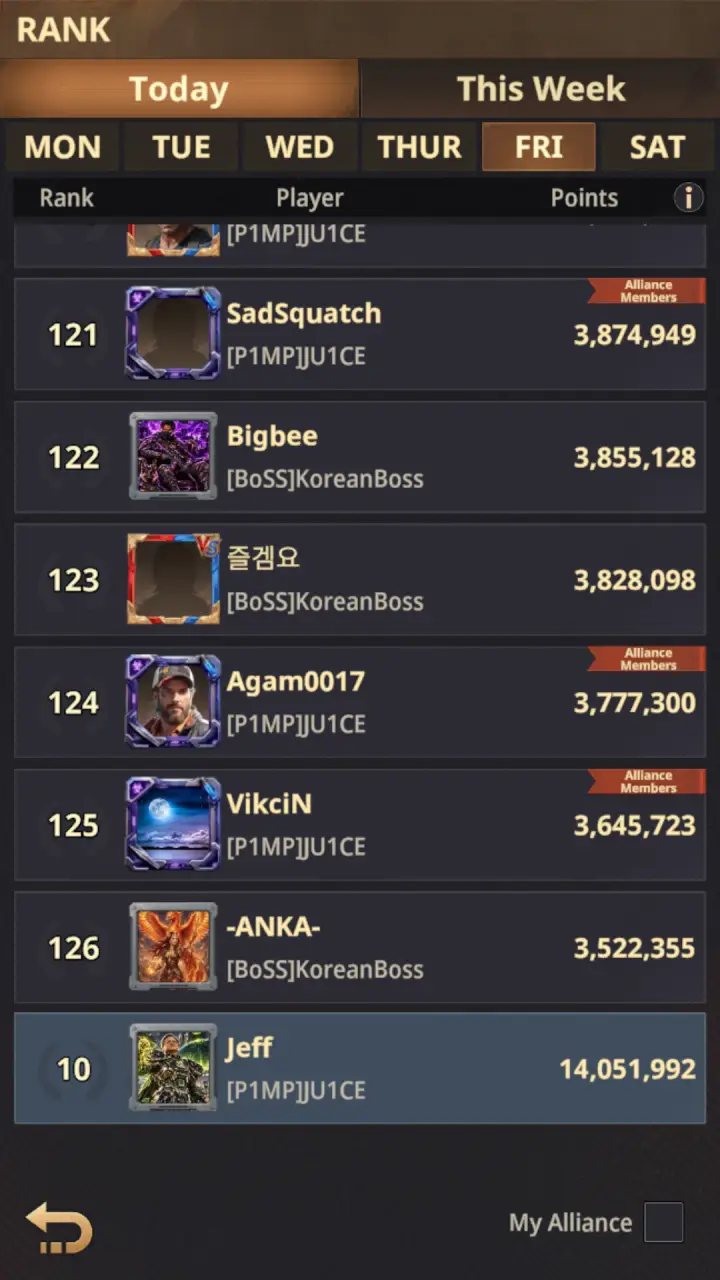 RANK
Today
This Week
MON TUE WED THUR FRI SAT
Rank Player Points i
[P1MP]JU1CE
Alliance Members
121 SadSquatch 3,874,949
[P1MP]JU1CE
122 Bigbee 3,855,128
[BoSS]KoreanBoss
VS
123 즐겜요 3,828,098
[BoSS]KoreanBoss
Alliance Members
124 Agam0017 3,777,300
[P1MP]JU1CE
Alliance Members
125 VikciN 3,645,723
[P1MP]JU1CE
126 -ANKA- 3,522,355
[BoSS]KoreanBoss
10 Jeff 14,051,992
[P1MP]JU1CE
My Alliance